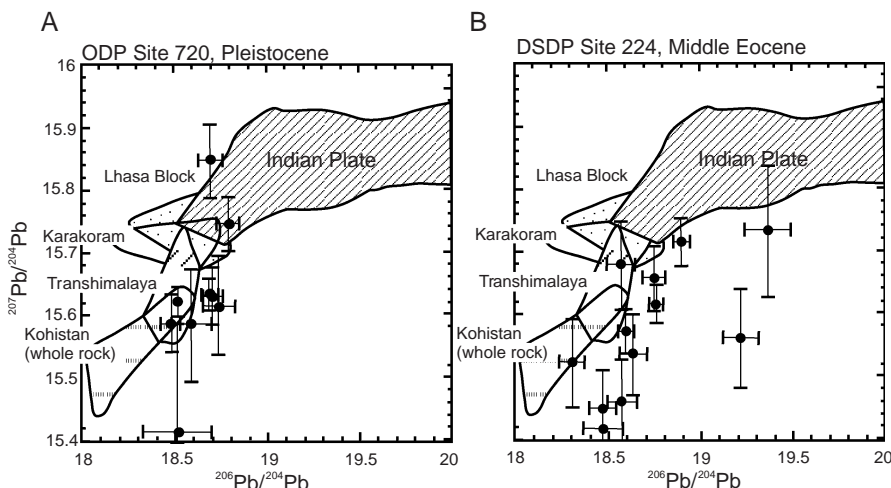 A
ODP Site 720, Pleistocene
16
15.9
15.8
15.7
15.6
15.5
15.4
207Pb/204Pb
Indian Plate
Lhasa Block
Karakoram
Transhimalaya
Kohistan
(whole rock)
18
18.5
19
19.5
20
206Pb/204Pb
B
DSDP Site 224, Middle Eocene
Indian Plate
Lhasa Block
Karakoram
Transhimalaya
Kohistan
(whole rock)
18
18.5
19
19.5
20
206Pb/204Pb